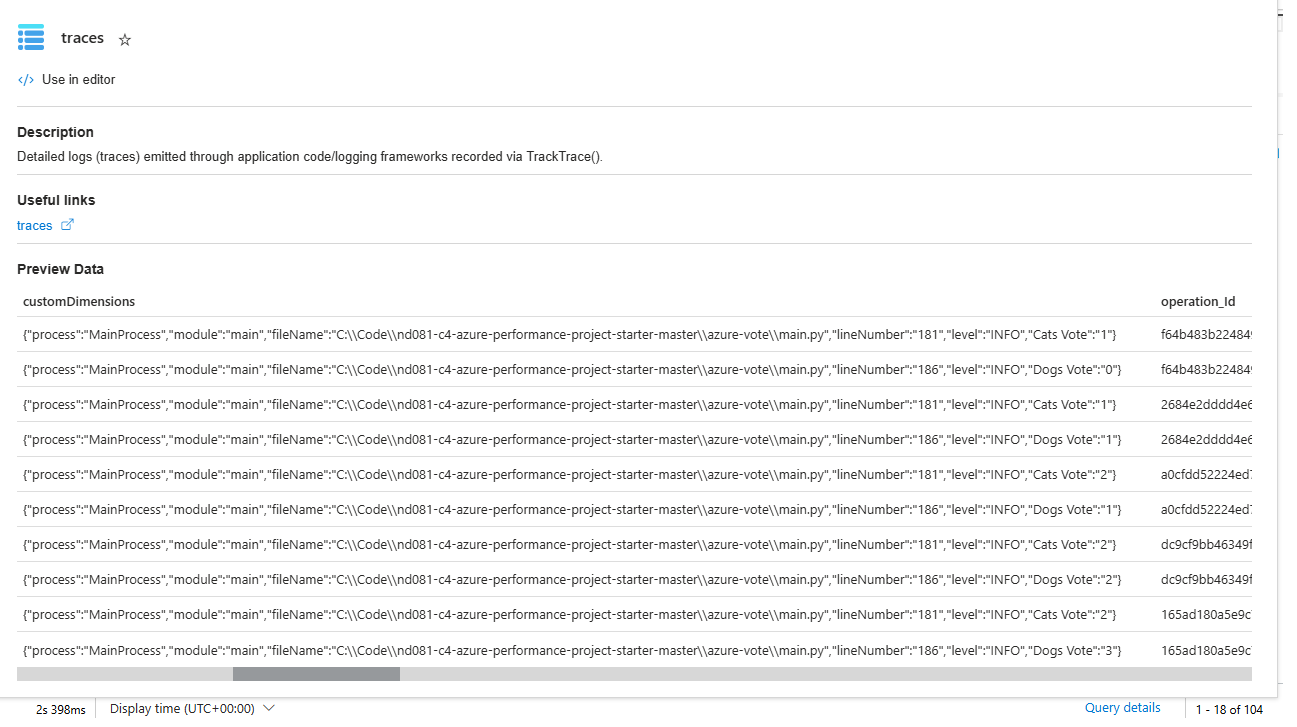 traces
</> Use in editor
Description
Detailed logs (traces) emitted through application code/logging frameworks recorded via TrackTrace().
Useful links
traces
Preview Data
customDimensions operation_Id
{"process":"MainProcess","module":"main","fileName":"C:\\Code\\nd081-c4-azure-performance-project-starter-master\\azure-vote\\main.py","lineNumber":"181","level":"INFO","Cats Vote":"1"} f64b483b224849
{"process":"MainProcess","module":"main","fileName":"C:\\Code\\nd081-c4-azure-performance-project-starter-master\\azure-vote\\main.py","lineNumber":"186","level":"INFO","Dogs Vote":"0"} f64b483b224849
{"process":"MainProcess","module":"main","fileName":"C:\\Code\\nd081-c4-azure-performance-project-starter-master\\azure-vote\\main.py","lineNumber":"181","level":"INFO","Cats Vote":"1"} 2684e2dddd4e6
{"process":"MainProcess","module":"main","fileName":"C:\\Code\\nd081-c4-azure-performance-project-starter-master\\azure-vote\\main.py","lineNumber":"186","level":"INFO","Dogs Vote":"1"} 2684e2dddd4e6
{"process":"MainProcess","module":"main","fileName":"C:\\Code\\nd081-c4-azure-performance-project-starter-master\\azure-vote\\main.py","lineNumber":"181","level":"INFO","Cats Vote":"2"} a0cfdd52224ed7
{"process":"MainProcess","module":"main","fileName":"C:\\Code\\nd081-c4-azure-performance-project-starter-master\\azure-vote\\main.py","lineNumber":"186","level":"INFO","Dogs Vote":"1"} a0cfdd52224ed7
{"process":"MainProcess","module":"main","fileName":"C:\\Code\\nd081-c4-azure-performance-project-starter-master\\azure-vote\\main.py","lineNumber":"181","level":"INFO","Cats Vote":"2"} dc9cf9bb46349f
{"process":"MainProcess","module":"main","fileName":"C:\\Code\\nd081-c4-azure-performance-project-starter-master\\azure-vote\\main.py","lineNumber":"186","level":"INFO","Dogs Vote":"2"} dc9cf9bb46349f
{"process":"MainProcess","module":"main","fileName":"C:\\Code\\nd081-c4-azure-performance-project-starter-master\\azure-vote\\main.py","lineNumber":"181","level":"INFO","Cats Vote":"2"} 165ad180a5e9c
{"process":"MainProcess","module":"main","fileName":"C:\\Code\\nd081-c4-azure-performance-project-starter-master\\azure-vote\\main.py","lineNumber":"186","level":"INFO","Dogs Vote":"3"} 165ad180a5e9c
2s 398ms Display time (UTC+00:00) Query details 1 - 18 of 104